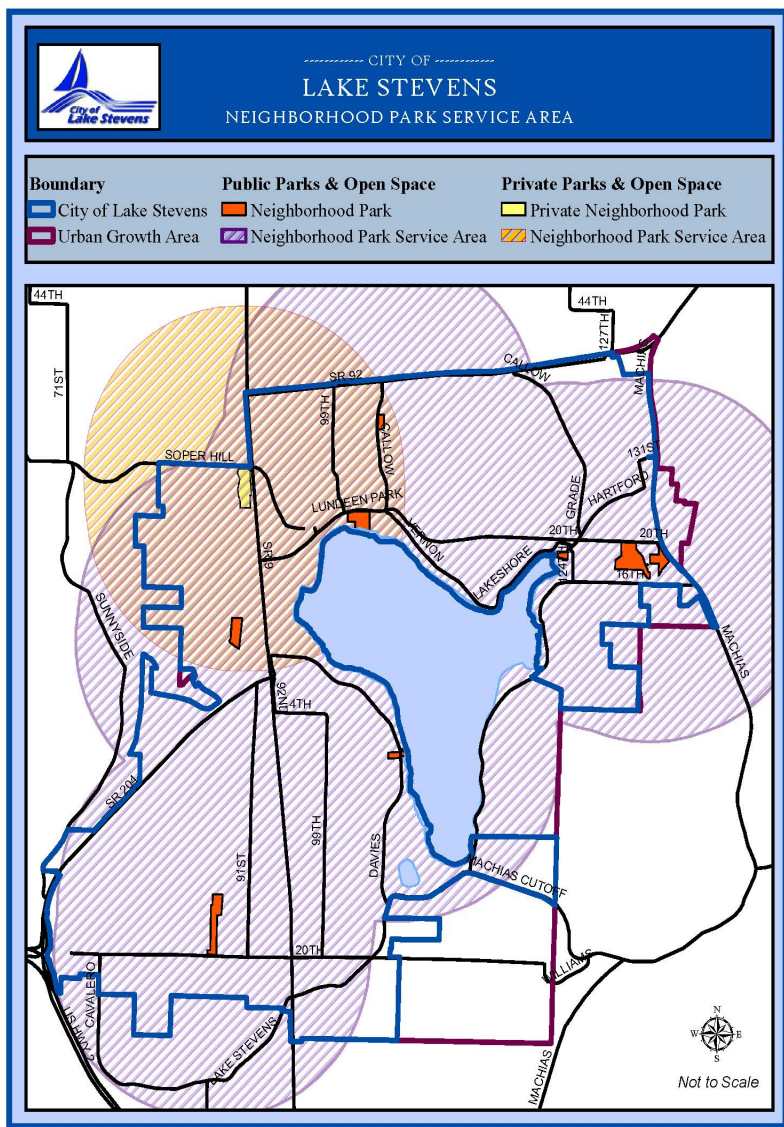 City of
Lake Stevens
------------ CITY OF ------------
LAKE STEVENS
NEIGHBORHOOD PARK SERVICE AREA
Boundary
City of Lake Stevens
Urban Growth Area
Public Parks & Open Space
Neighborhood Park
Neighborhood Park Service Area
Private Parks & Open Space
Private Neighborhood Park
Neighborhood Park Service Area
44TH
44TH
127TH
MACHIAS
71ST
SR 92
CALLOW
99TH
CALLOW
SOPER HILL
131ST
HARTFORD
LUNDEEN PARK
GRADE
VERNON
20TH
20TH
SR 9
LAKESHORE
124TH
16TH
SUNNYSIDE
MACHIAS
92ND
4TH
SR 204
99TH
91ST
DAVIES
MACHIAS CUTOFF
20TH
WILLIAMS
CAVALERO
US HWY 2
LAKE STEVENS
MACHIAS
N
W
E
S
Not to Scale